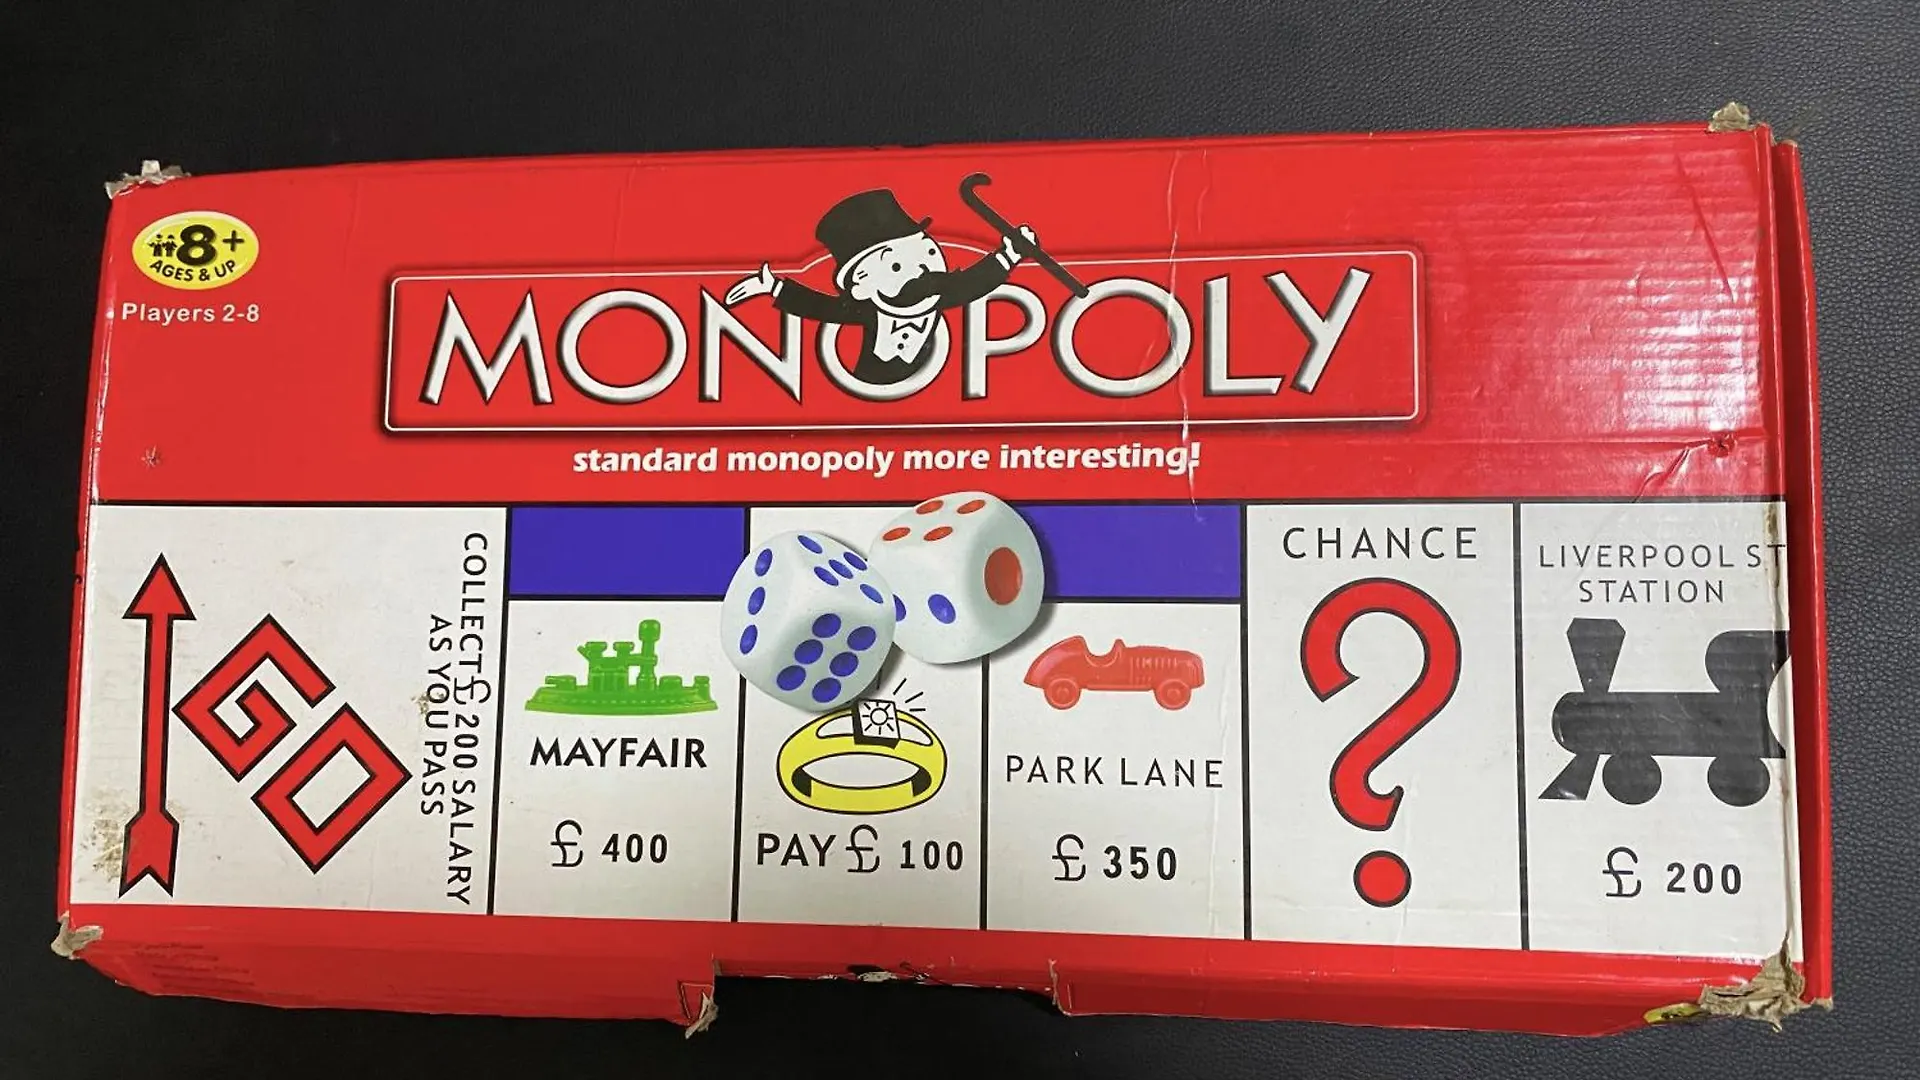 8+
AGES & UP
Players 2-8
MONOPOLY
standard monopoly more interesting!
GO
COLLECT £ 200 SALARY
AS YOU PASS
MAYFAIR
£ 400
PAY £ 100
PARK LANE
£ 350
CHANCE
?
LIVERPOOL ST
STATION
£ 200